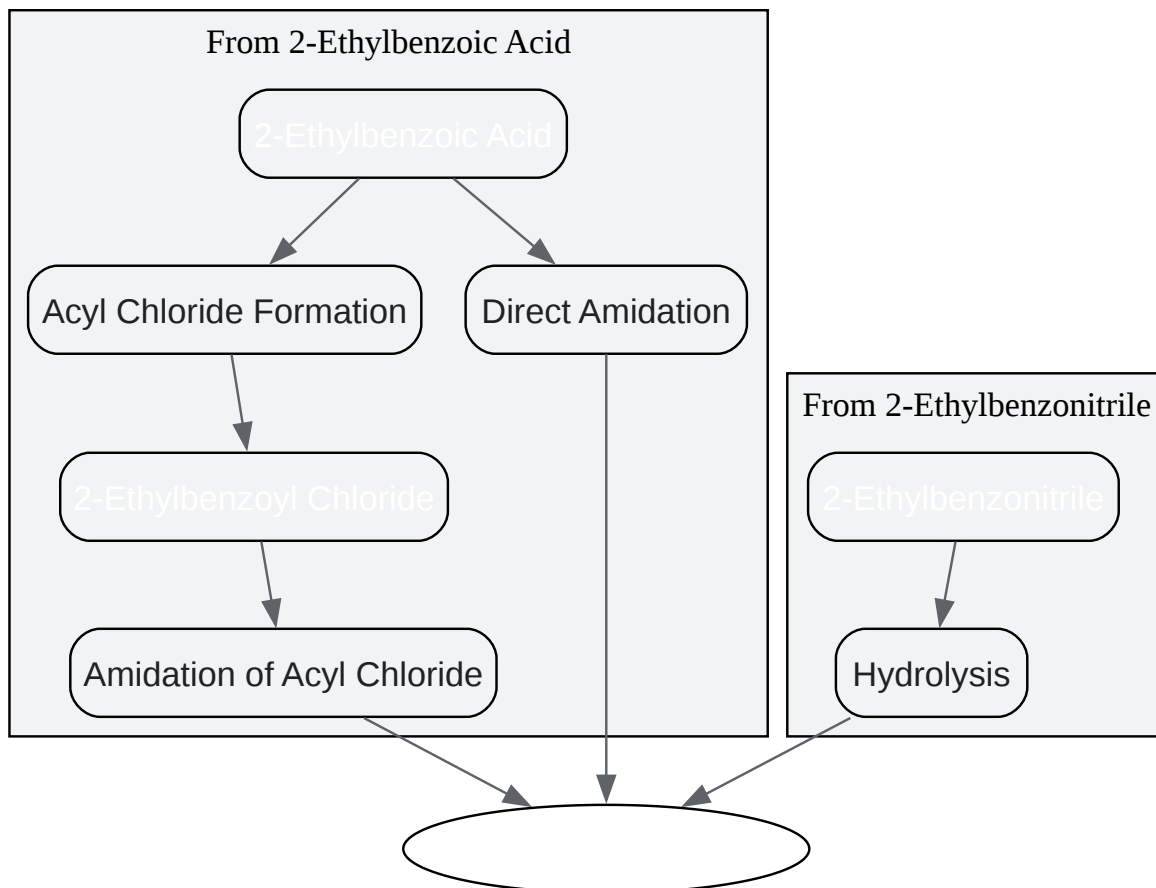 From 2-Ethylbenzoic Acid
2-Ethylbenzoic Acid
Acyl Chloride Formation
Direct Amidation
From 2-Ethylbenzonitrile
2-Ethylbenzoyl Chloride
2-Ethylbenzonitrile
Amidation of Acyl Chloride
Hydrolysis